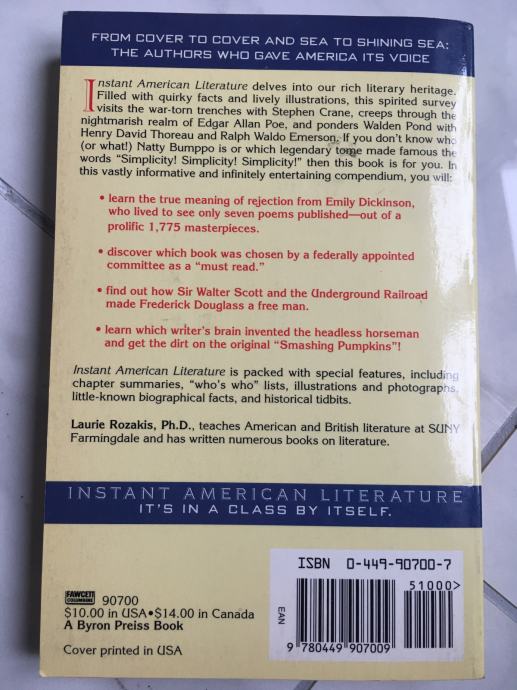 FROM COVER TO COVER AND SEA TO SHINING SEA:
THE AUTHORS WHO GAVE AMERICA ITS VOICE
Instant American Literature delves into our rich literary heritage.
Filled with quirky facts and lively illustrations, this spirited survey
visits the war-torn trenches with Stephen Crane, creeps through the
nightmarish realm of Edgar Allan Poe, and ponders Walden Pond with
Henry David Thoreau and Ralph Waldo Emerson. If you don't know who
(or what!) Natty Bumppo is or which legendary tome made famous the
words "Simplicity! Simplicity! Simplicity!" then this book is for you. In
this vastly informative and infinitely entertaining compendium, you will:
• learn the true meaning of rejection from Emily Dickinson,
who lived to see only seven poems published—out of a
prolific 1,775 masterpieces.
• discover which book was chosen by a federally appointed
committee as a "must read."
• find out how Sir Walter Scott and the Underground Railroad
made Frederick Douglass a free man.
• learn which writer's brain invented the headless horseman
and get the dirt on the original "Smashing Pumpkins"!
Instant American Literature is packed with special features, including
chapter summaries, "who's who" lists, illustrations and photographs,
little-known biographical facts, and historical tidbits.
Laurie Rozakis, Ph.D., teaches American and British literature at SUNY
Farmingdale and has written numerous books on literature.
INSTANT AMERICAN LITERATURE
IT'S IN A CLASS BY ITSELF.
ISBN 0-449-90700-7
51000>
EAN
9 780449 907009
FAWCETT
COLUMBINE
90700
$10.00 in USA•$14.00 in Canada
A Byron Preiss Book
Cover printed in USA